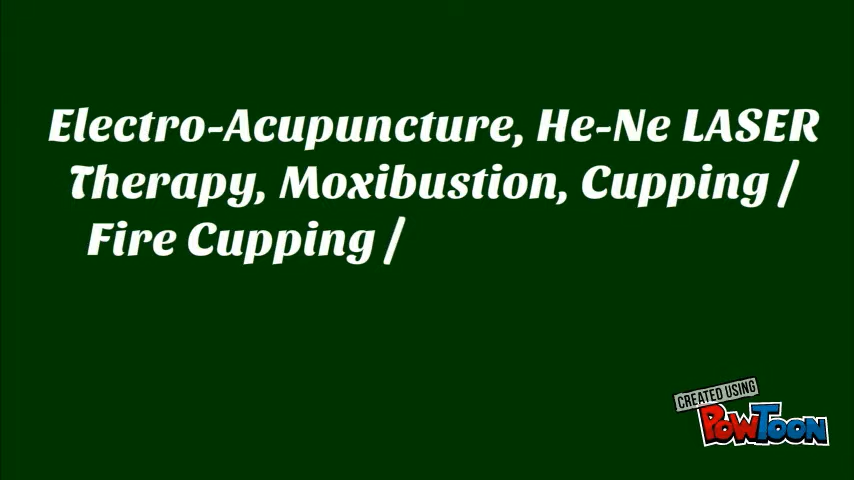 Electro-Acupuncture, He-Ne LASER
Therapy, Moxibustion, Cupping /
Fire Cupping /
CREATED USING
POWTOON